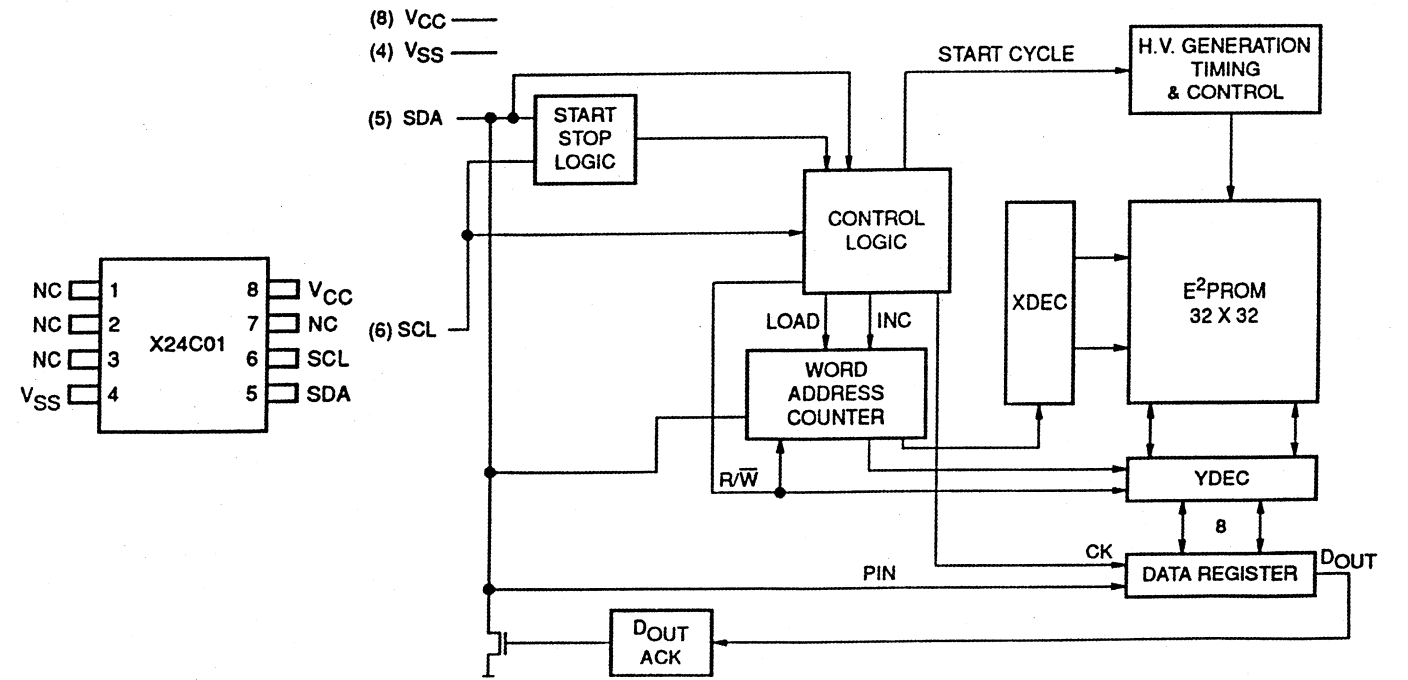 NC 1
NC 2
NC 3
VSS 4
X24C01
8 VCC
7 NC
6 SCL
5 SDA
(8) VCC
(4) VSS
(5) SDA
(6) SCL
START
STOP
LOGIC
START CYCLE
H.V. GENERATION
TIMING
& CONTROL
CONTROL
LOGIC
LOAD
INC
WORD
ADDRESS
COUNTER
XDEC
E²PROM
32 X 32
R/W̅
YDEC
8
CK
PIN
DATA REGISTER
DOUT
DOUT
ACK